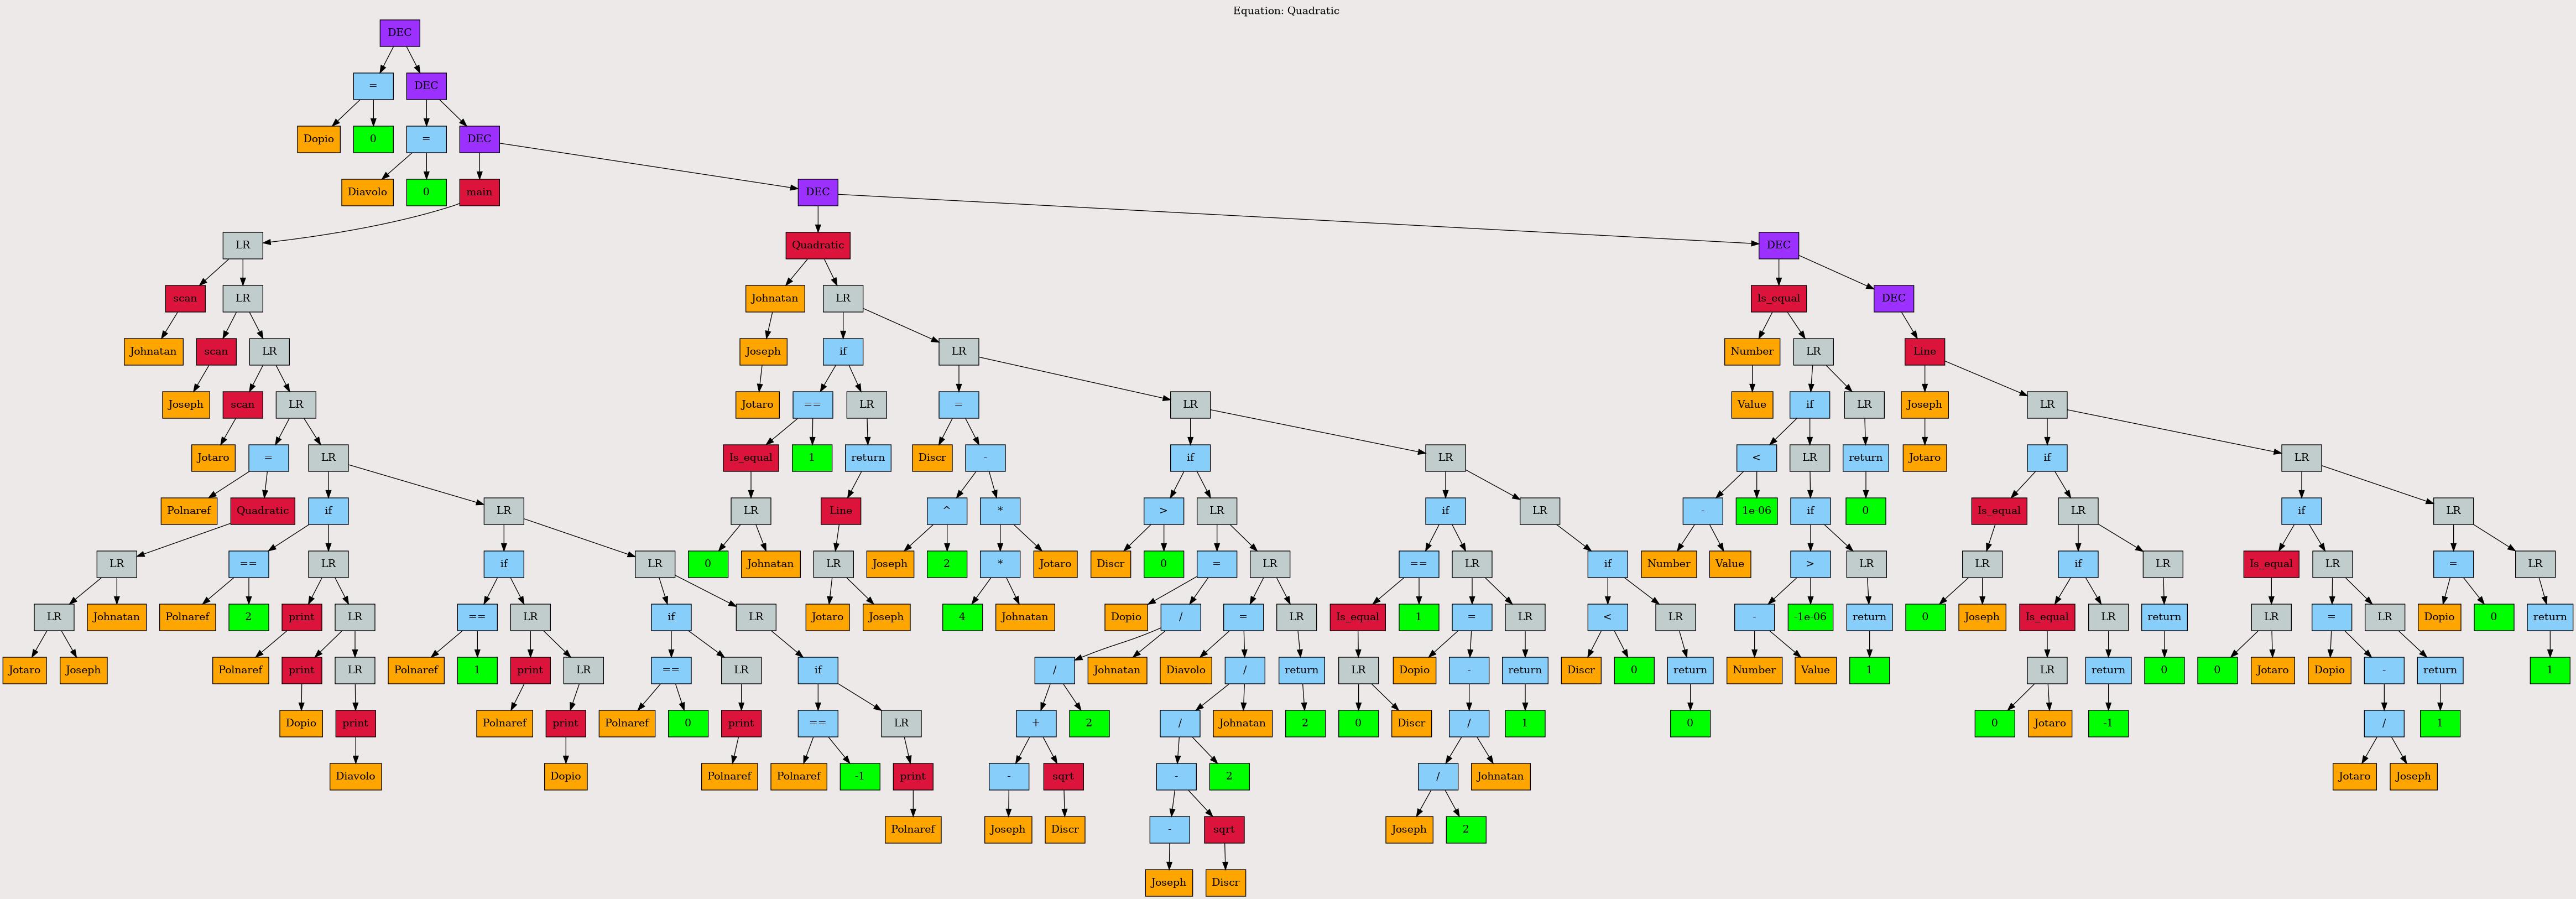 Equation: Quadratic
DEC
= DEC
Dopio 0 = DEC
Diavolo 0 main DEC
LR Quadratic DEC
scan LR Johnatan LR Is_equal DEC
Johnatan scan LR Joseph if LR Number LR Line
Joseph scan LR Jotaro == LR = LR Value if LR Joseph LR
Jotaro = LR Is_equal 1 return Discr - if LR < LR return Jotaro if LR
Polnaref Quadratic if LR LR Line ^ * > LR if LR - 1e-06 if 0 Is_equal LR if LR
LR == LR if LR 0 Johnatan LR Joseph 2 * Jotaro Discr 0 = LR == LR if Number Value > LR LR if LR Is_equal LR = LR
LR Johnatan Polnaref 2 print LR == LR if LR Jotaro Joseph 4 Johnatan Dopio / = LR Is_equal 1 = LR < LR - -1e-06 return 0 Joseph Is_equal LR return LR = LR Dopio 0 return
Jotaro Joseph Polnaref print LR Polnaref 1 print LR == LR if / Johnatan Diavolo / return LR Dopio - return Discr 0 return Number Value 1 LR return 0 0 Jotaro Dopio - return 1
Dopio print Polnaref print Polnaref 0 print == LR + 2 / Johnatan 2 0 Discr / 1 0 0 Jotaro -1 / 1
Diavolo Dopio Polnaref Polnaref -1 print - sqrt - 2 / Johnatan Jotaro Joseph
Polnaref Joseph Discr - sqrt Joseph 2
Joseph Discr